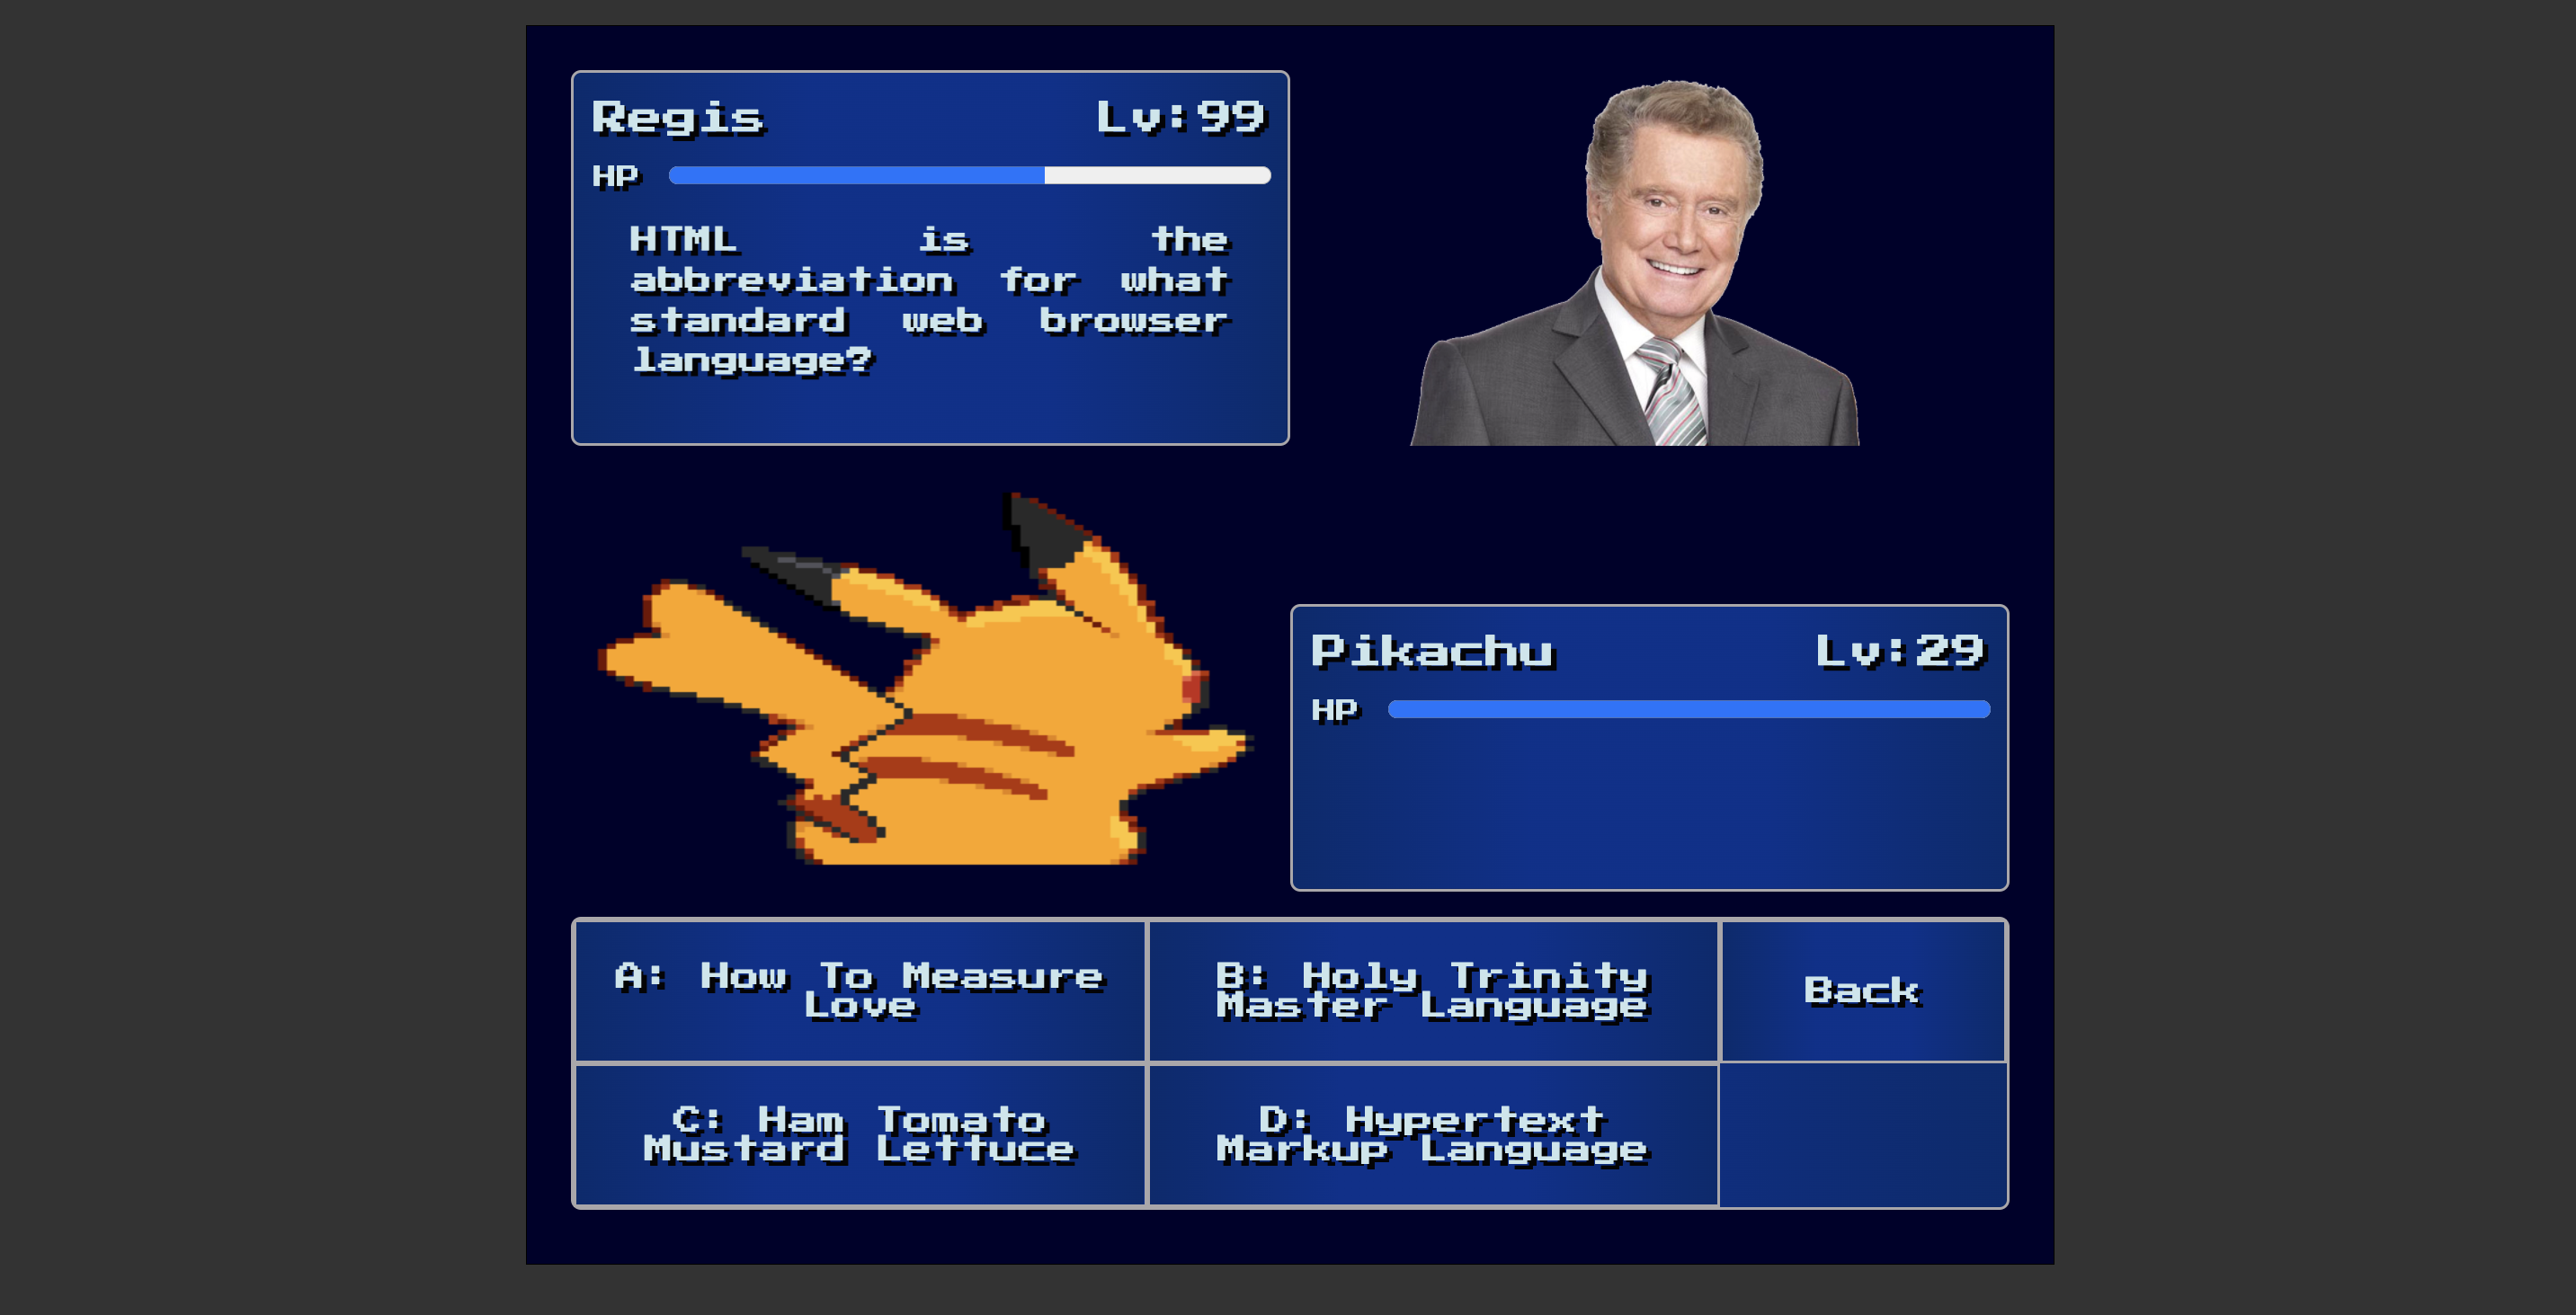 Regis Lv:99
HP
HTML is the
abbreviation for what
standard web browser
language?
Pikachu Lv:29
HP
A: How To Measure
Love
B: Holy Trinity
Master Language
Back
C: Ham Tomato
Mustard Lettuce
D: Hypertext
Markup Language